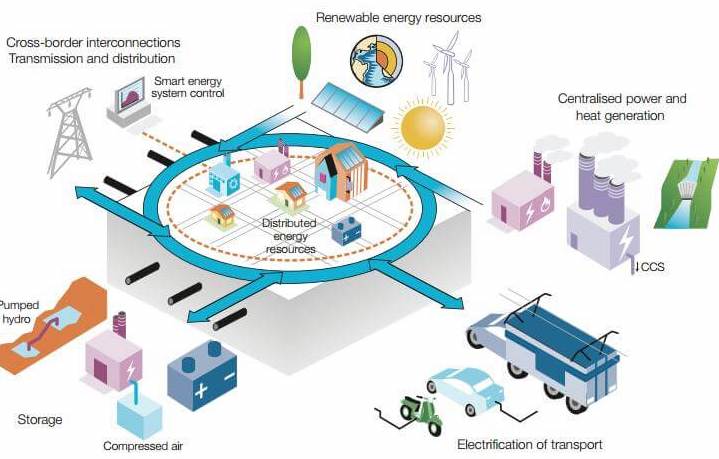 Renewable energy resources
Cross-border interconnections
Transmission and distribution
Smart energy
system control
Centralised power and
heat generation
Distributed
energy
resources
CCS
Pumped
hydro
Storage
Compressed air
Electrification of transport